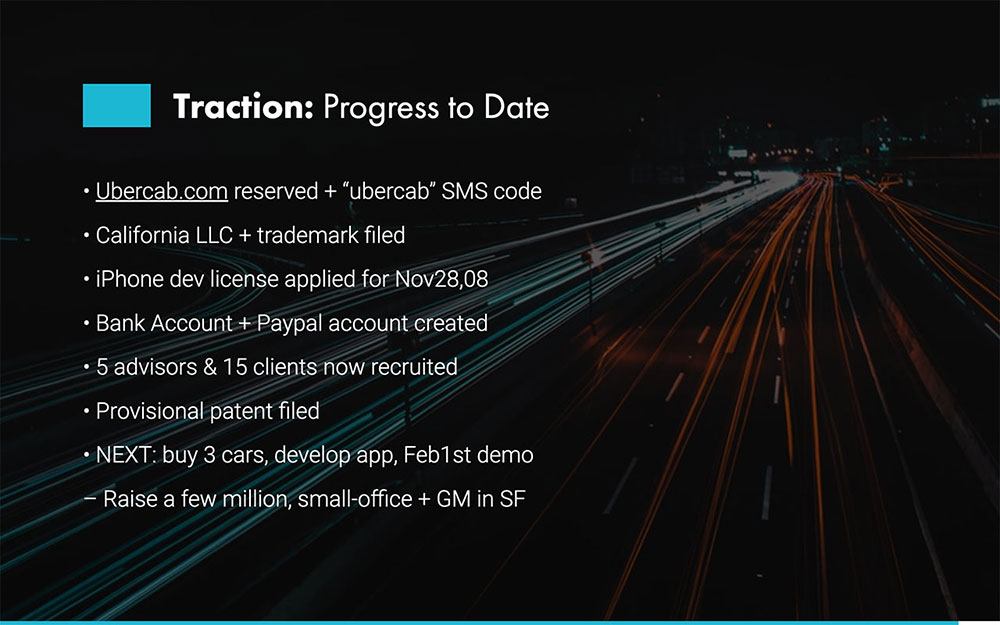 Traction: Progress to Date
• Ubercab.com reserved + “ubercab” SMS code
• California LLC + trademark filed
• iPhone dev license applied for Nov28,08
• Bank Account + Paypal account created
• 5 advisors & 15 clients now recruited
• Provisional patent filed
• NEXT: buy 3 cars, develop app, Feb1st demo
– Raise a few million, small-office + GM in SF